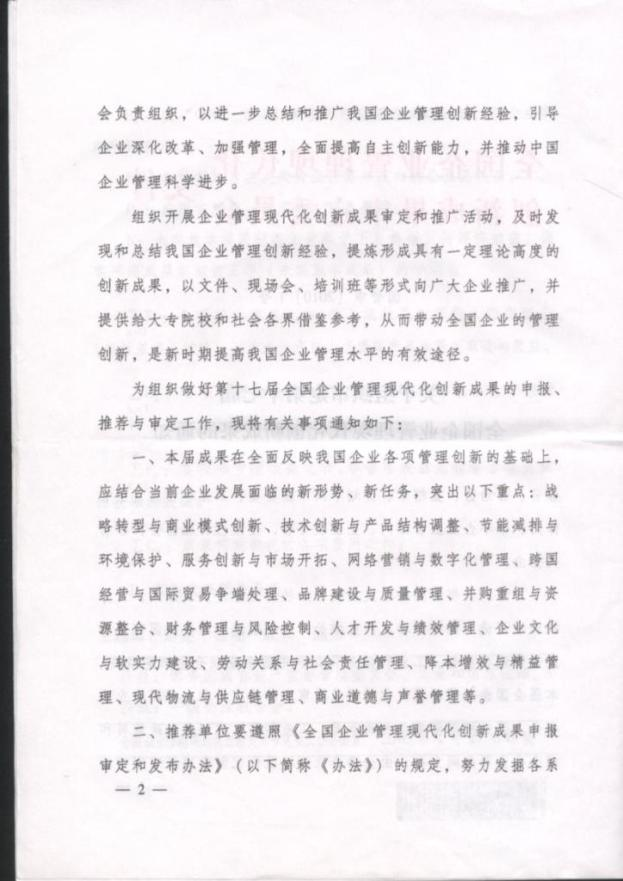 会负责组织，以进一步总结和推广我国企业管理创新经验，引导
企业深化改革、加强管理，全面提高自主创新能力，并推动中国
企业管理科学进步。
组织开展企业管理现代化创新成果审定和推广活动，及时发
现和总结我国企业管理创新经验，提炼形成具有一定理论高度的
创新成果，以文件、现场会、培训班等形式向广大企业推广，并
提供给大专院校和社会各界借鉴参考，从而带动全国企业的管理
创新，是新时期提高我国企业管理水平的有效途径。
为组织做好第十七届全国企业管理现代化创新成果的申报、
推荐与审定工作，现将有关事项通知如下：
一、本届成果在全面反映我国企业各项管理创新的基础上，
应结合当前企业发展面临的新形势、新任务，突出以下重点：战
略转型与商业模式创新、技术创新与产品结构调整、节能减排与
环境保护、服务创新与市场开拓、网络营销与数字化管理、跨国
经营与国际贸易争端处理、品牌建设与质量管理、并购重组与资
源整合、财务管理与风险控制、人才开发与绩效管理、企业文化
与软实力建设、劳动关系与社会责任管理、降本增效与精益管
理、现代物流与供应链管理、商业道德与声誉管理等。
二、推荐单位要遵照《全国企业管理现代化创新成果申报
审定和发布办法》（以下简称《办法》）的规定，努力发掘各系
— 2 —